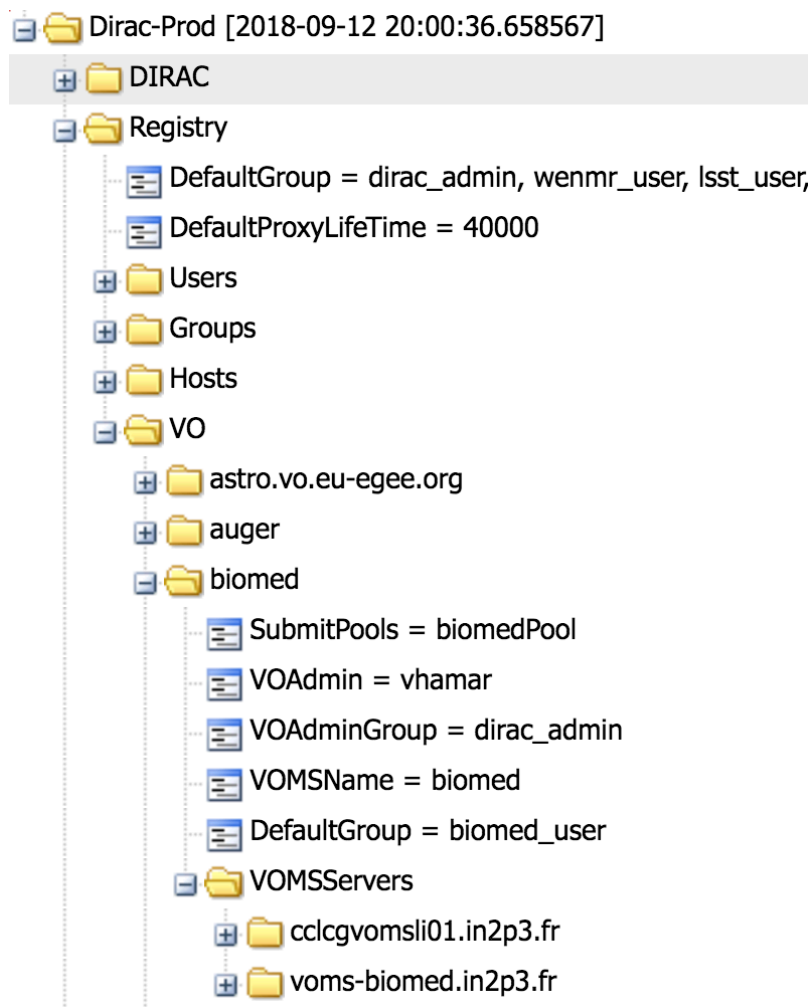 Dirac-Prod [2018-09-12 20:00:36.658567]
DIRAC
Registry
DefaultGroup = dirac_admin, wenmr_user, lsst_user,
DefaultProxyLifeTime = 40000
Users
Groups
Hosts
VO
astro.vo.eu-egee.org
auger
biomed
SubmitPools = biomedPool
VOAdmin = vhamar
VOAdminGroup = dirac_admin
VOMSName = biomed
DefaultGroup = biomed_user
VOMSServers
cclcgvomsli01.in2p3.fr
voms-biomed.in2p3.fr